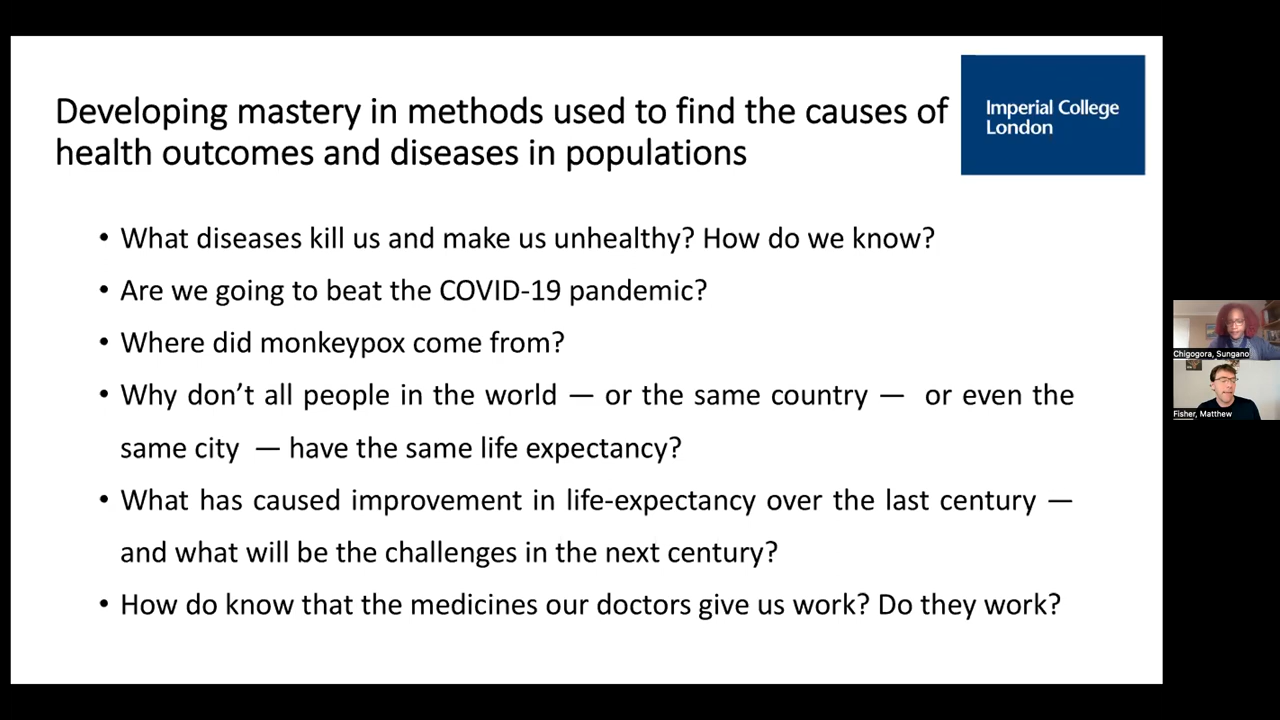 Developing mastery in methods used to find the causes of
health outcomes and diseases in populations
Imperial College
London
• What diseases kill us and make us unhealthy? How do we know?
• Are we going to beat the COVID-19 pandemic?
• Where did monkeypox come from?
• Why don’t all people in the world — or the same country — or even the
same city — have the same life expectancy?
• What has caused improvement in life-expectancy over the last century —
and what will be the challenges in the next century?
• How do know that the medicines our doctors give us work? Do they work?
Chigogora, Sungano
Fisher, Matthew